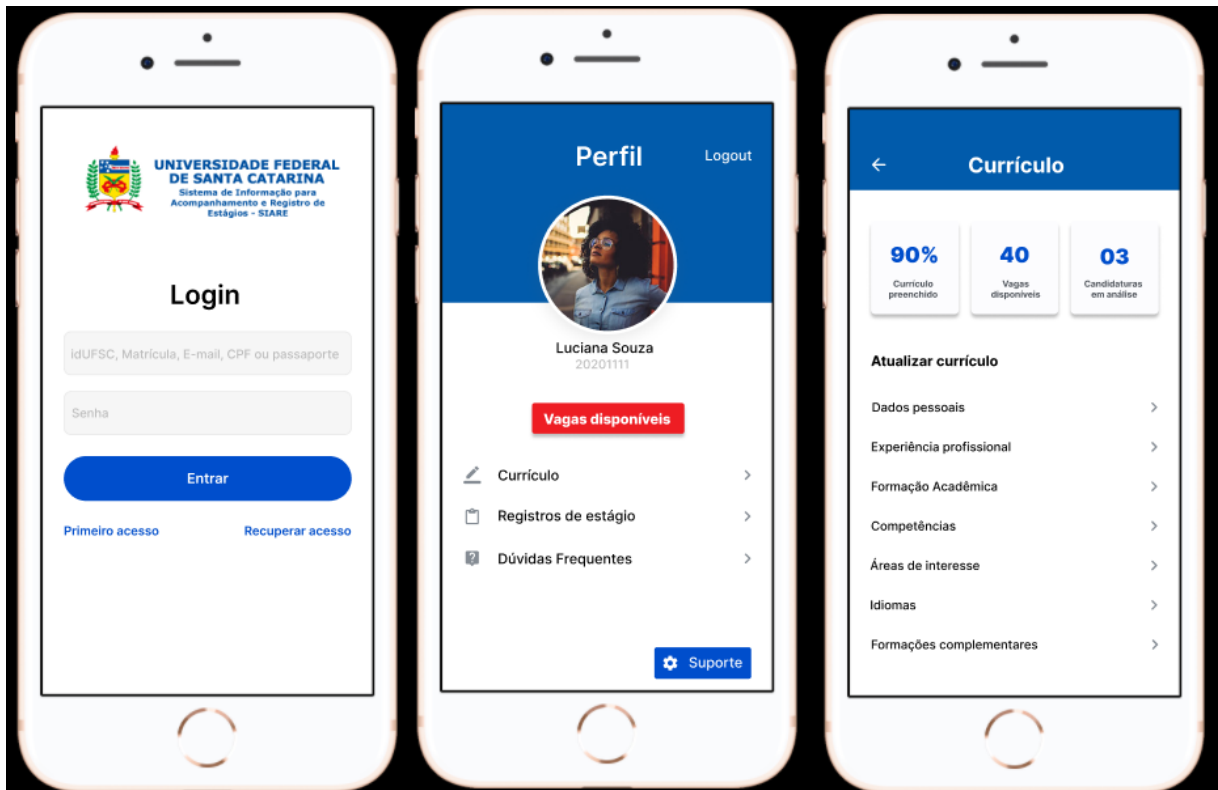 UNIVERSIDADE FEDERAL
DE SANTA CATARINA
Sistema de Informação para
Acompanhamento e Registro de
Estágios - SIARE
Login
idUFSC, Matrícula, E-mail, CPF ou passaporte
Senha
Entrar
Primeiro acesso
Recuperar acesso
Perfil
Logout
Luciana Souza
20201111
Vagas disponíveis
Currículo
Registros de estágio
Dúvidas Frequentes
Suporte
Currículo
90%
Currículo
preenchido
40
Vagas
disponíveis
03
Candidaturas
em análise
Atualizar currículo
Dados pessoais
Experiência profissional
Formação Acadêmica
Competências
Áreas de interesse
Idiomas
Formações complementares